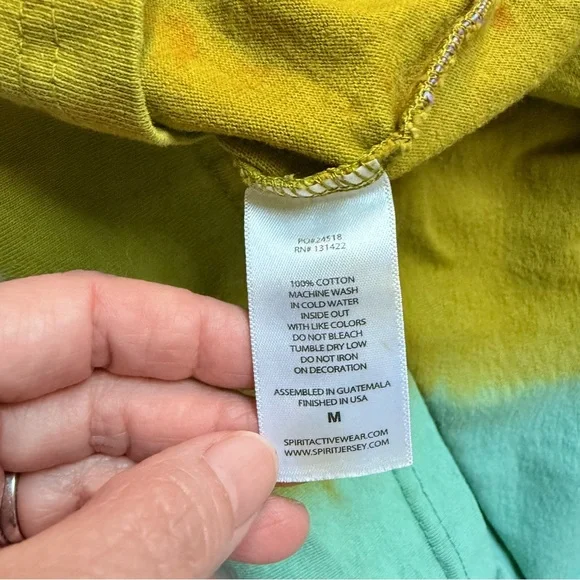 PO#24518
RN# 131422
100% COTTON
MACHINE WASH
IN COLD WATER
INSIDE OUT
WITH LIKE COLORS
DO NOT BLEACH
TUMBLE DRY LOW
DO NOT IRON
ON DECORATION
ASSEMBLED IN GUATEMALA
FINISHED IN USA
M
SPIRITACTIVEWEAR.COM
WWW.SPIRITJERSEY.COM